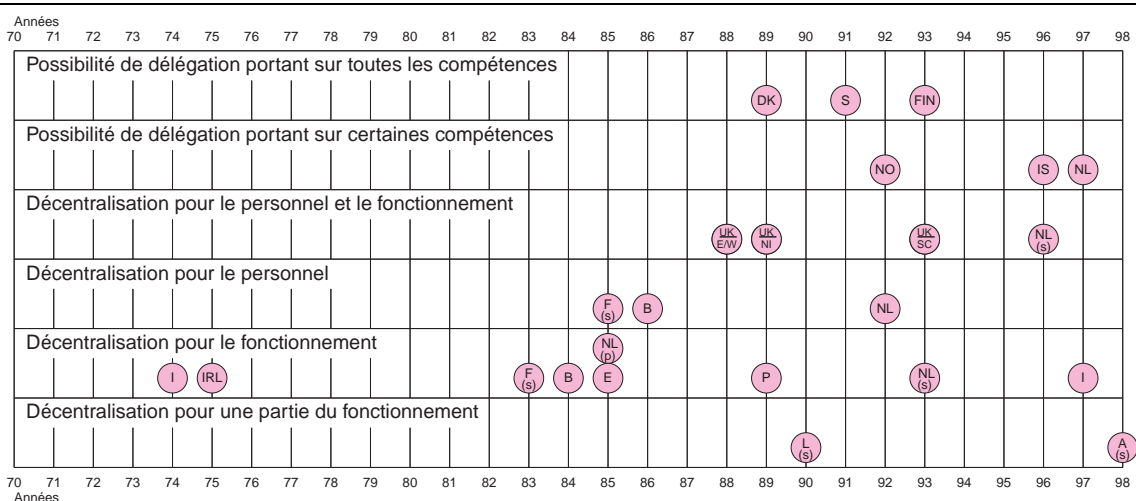 Années
70 71 72 73 74 75 76 77 78 79 80 81 82 83 84 85 86 87 88 89 90 91 92 93 94 95 96 97 98
Possibilité de délégation portant sur toutes les compétences
DK S FIN
Possibilité de délégation portant sur certaines compétences
NO IS NL
Décentralisation pour le personnel et le fonctionnement
UK UK UK NL
E/W NI SC (s)
Décentralisation pour le personnel
F B NL
(s)
Décentralisation pour le fonctionnement
NL
(p)
I IRL F B E P NL I
(s) (s)
Décentralisation pour une partie du fonctionnement
L A
(s) (s)
70 71 72 73 74 75 76 77 78 79 80 81 82 83 84 85 86 87 88 89 90 91 92 93 94 95 96 97 98
Années